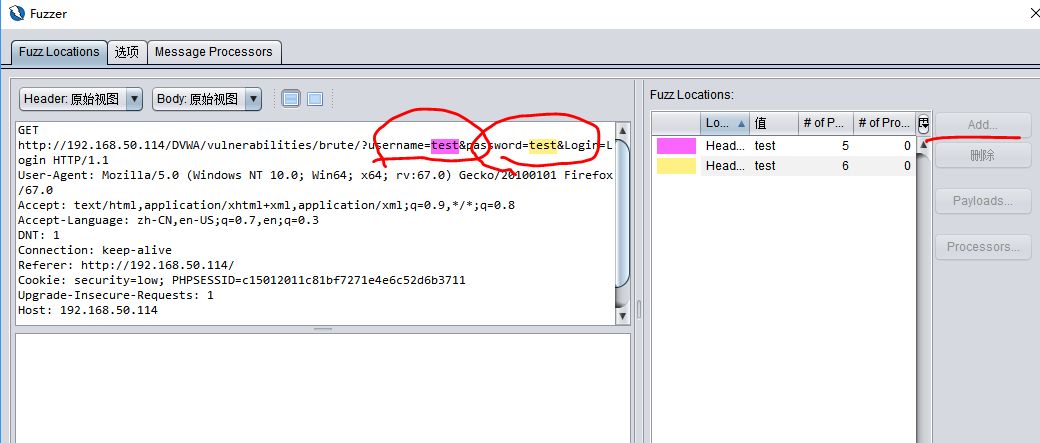 Fuzzer
Fuzz Locations 选项 Message Processors
Header: 原始视图 Body: 原始视图
GET
http://192.168.50.114/DVWA/vulnerabilities/brute/?username=test&password=test&Login=L
ogin HTTP/1.1
User-Agent: Mozilla/5.0 (Windows NT 10.0; Win64; x64; rv:67.0) Gecko/20100101 Firefox
/67.0
Accept: text/html,application/xhtml+xml,application/xml;q=0.9,*/*;q=0.8
Accept-Language: zh-CN,en-US;q=0.7,en;q=0.3
DNT: 1
Connection: keep-alive
Referer: http://192.168.50.114/
Cookie: security=low; PHPSESSID=c15012011c81bf7271e4e6c52d6b3711
Upgrade-Insecure-Requests: 1
Host: 192.168.50.114
Fuzz Locations:
Lo... 值 # of P... # of Pro...
Head... test 5 0
Head... test 6 0
Add...
删除
Payloads...
Processors...